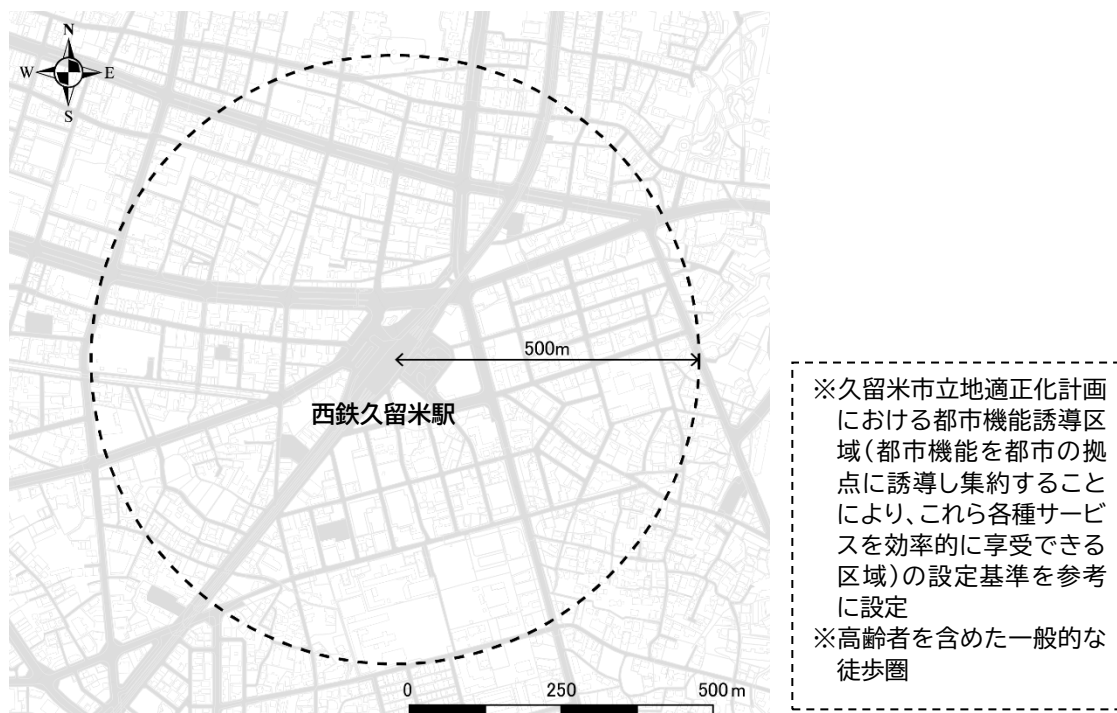 N
W
E
S
500m
西鉄久留米駅
0
250
500m
※久留米市立地適正化計画
における都市機能誘導区
域(都市機能を都市の拠
点に誘導し集約すること
により、これら各種サービ
スを効率的に享受できる
区域)の設定基準を参考
に設定
※高齢者を含めた一般的な
徒歩圏